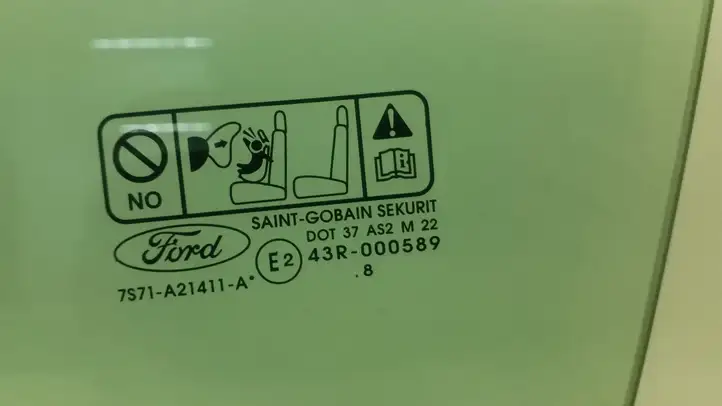 NO
SAINT-GOBAIN SEKURIT
Ford
DOT 37 AS2 M 22
E2
43R-000589
7S71-A21411-A
.8